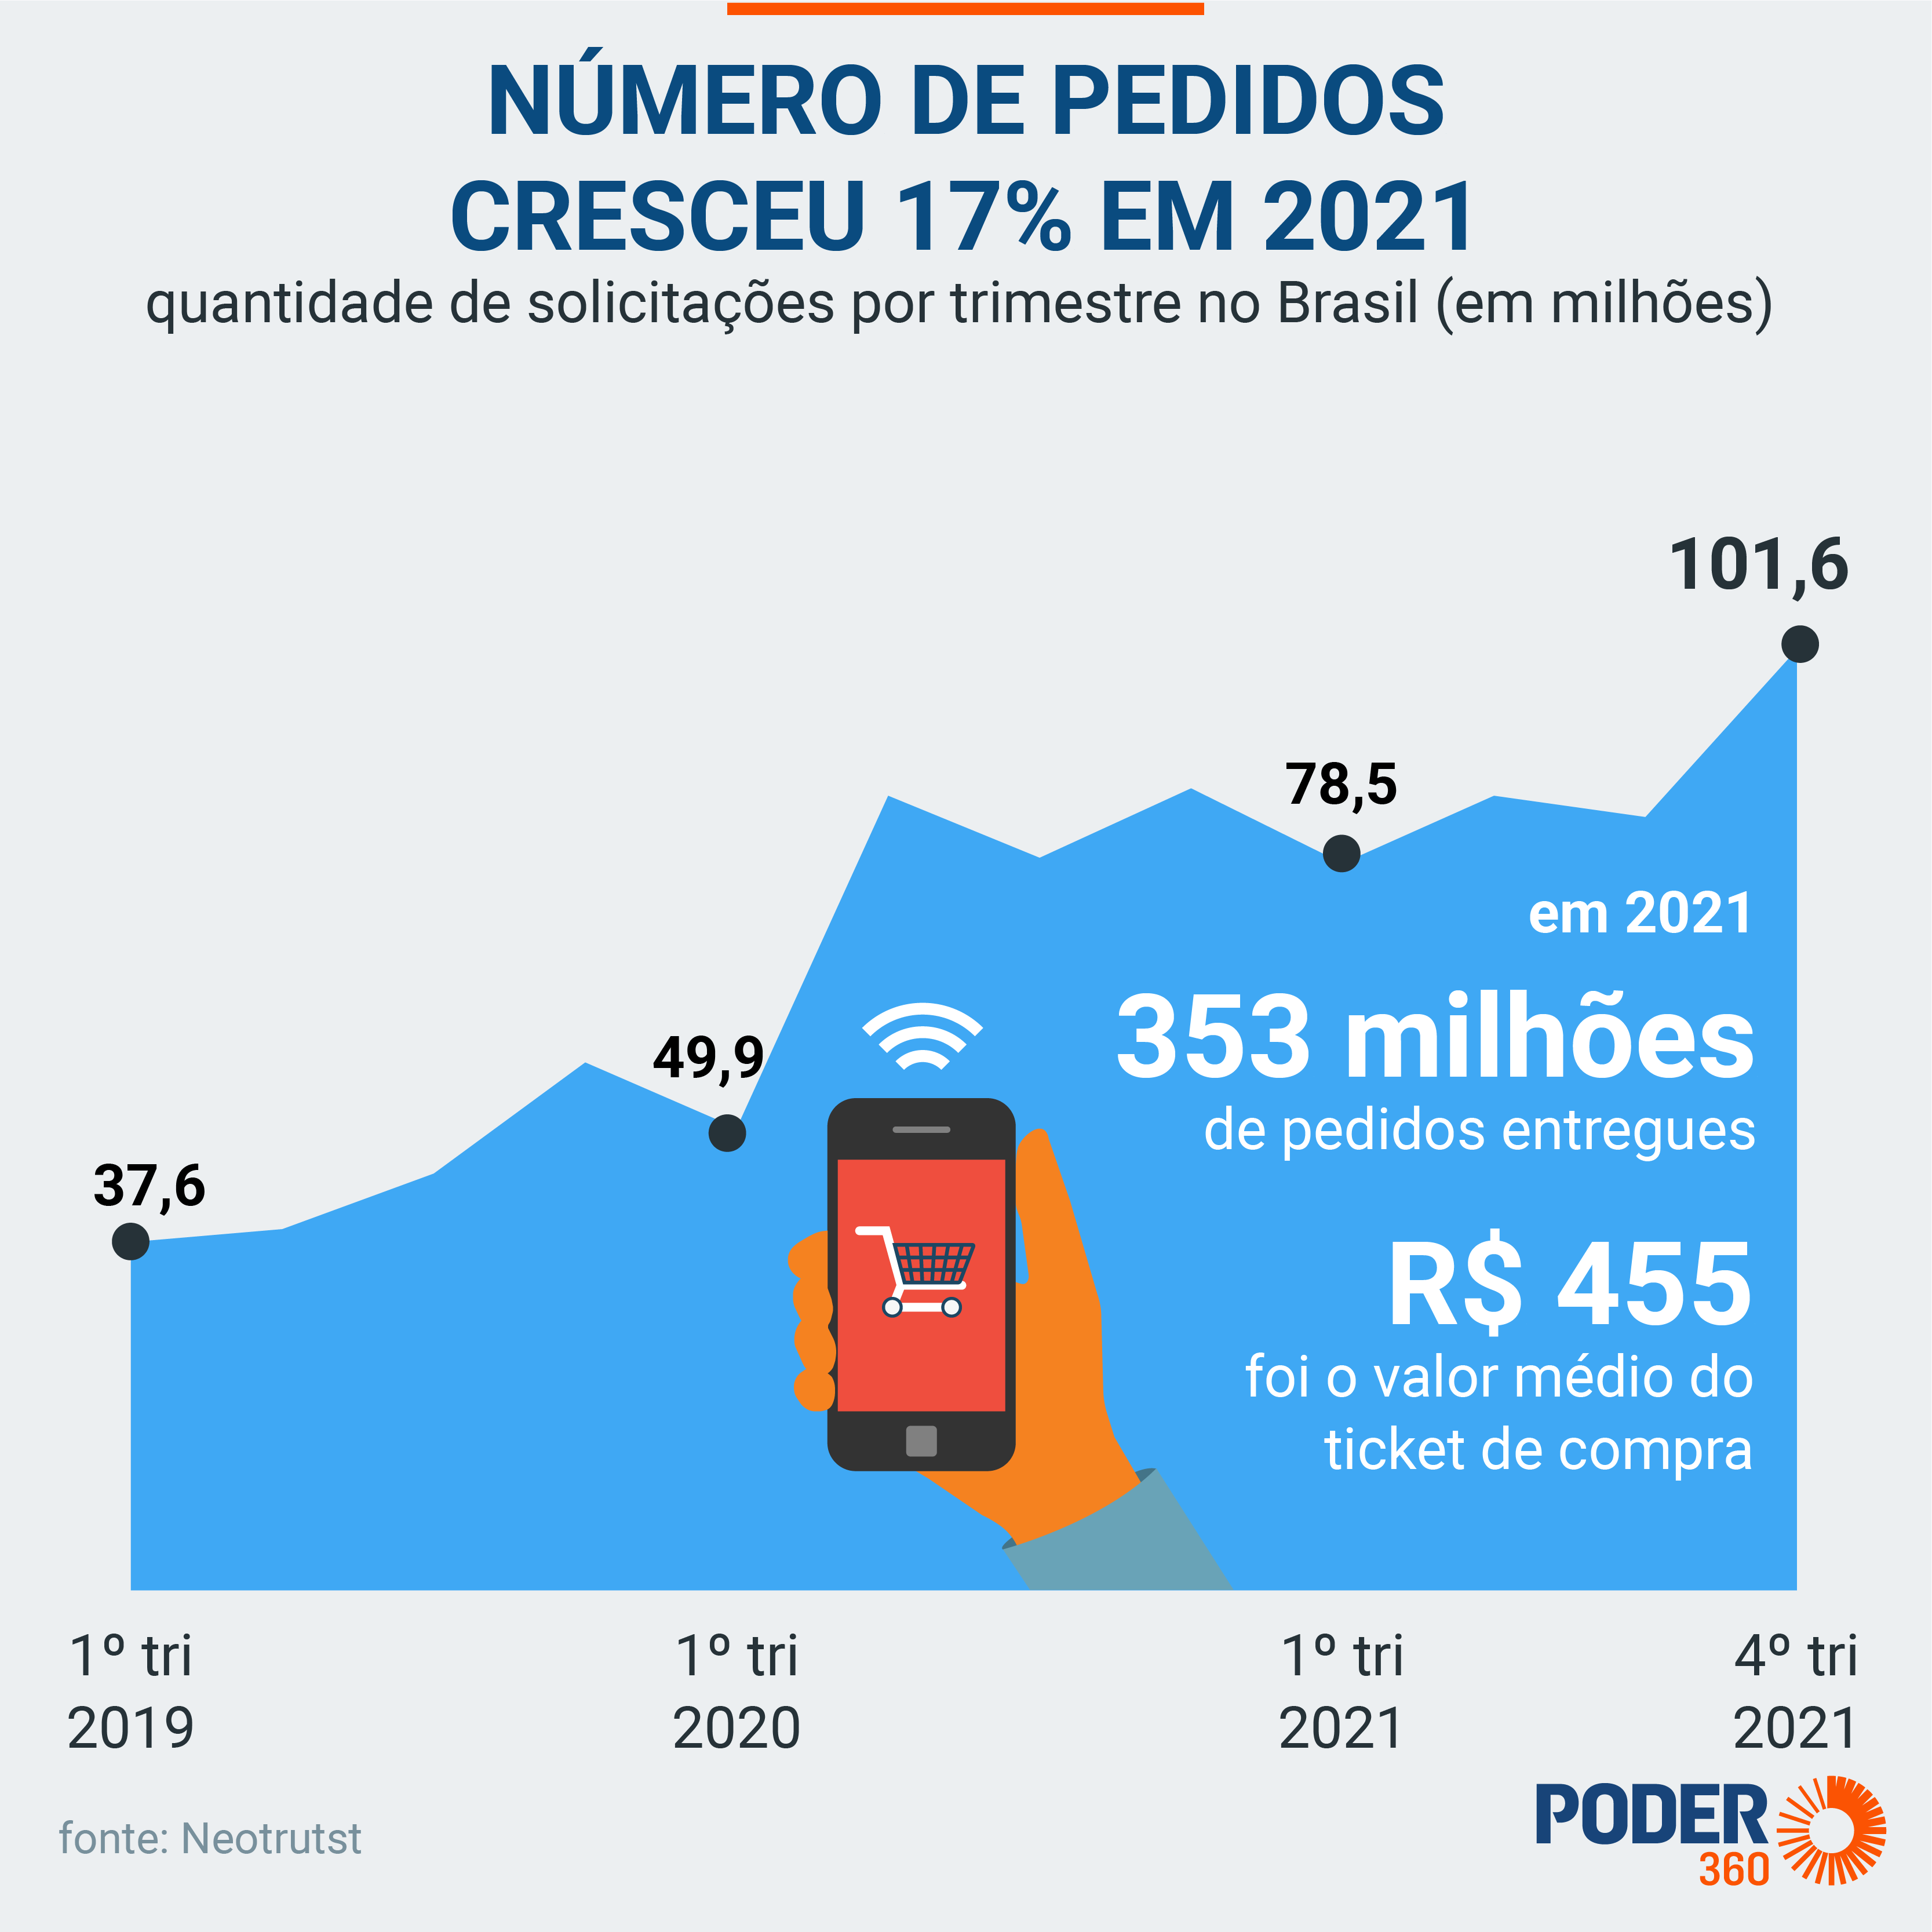 NÚMERO DE PEDIDOS
CRESCEU 17% EM 2021
quantidade de solicitações por trimestre no Brasil (em milhões)
101,6
78,5
49,9
37,6
em 2021
353 milhões
de pedidos entregues
R$ 455
foi o valor médio do
ticket de compra
1º tri
2019
1º tri
2020
1º tri
2021
4º tri
2021
fonte: Neotrutst
PODER
360